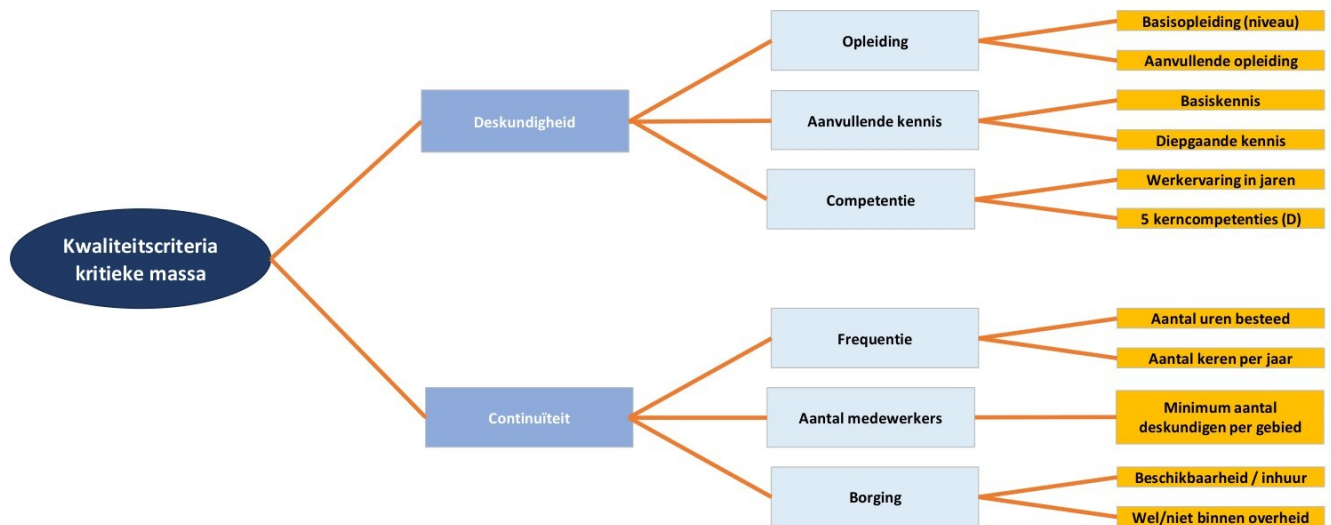 Kwaliteitscriteria
kritieke massa
Deskundigheid
Opleiding
Basisopleiding (niveau)
Aanvullende opleiding
Aanvullende kennis
Basiskennis
Diepgaande kennis
Competentie
Werkervaring in jaren
5 kerncompetenties (D)
Continuïteit
Frequentie
Aantal uren besteed
Aantal keren per jaar
Aantal medewerkers
Minimum aantal
deskundigen per gebied
Borging
Beschikbaarheid / inhuur
Wel/niet binnen overheid